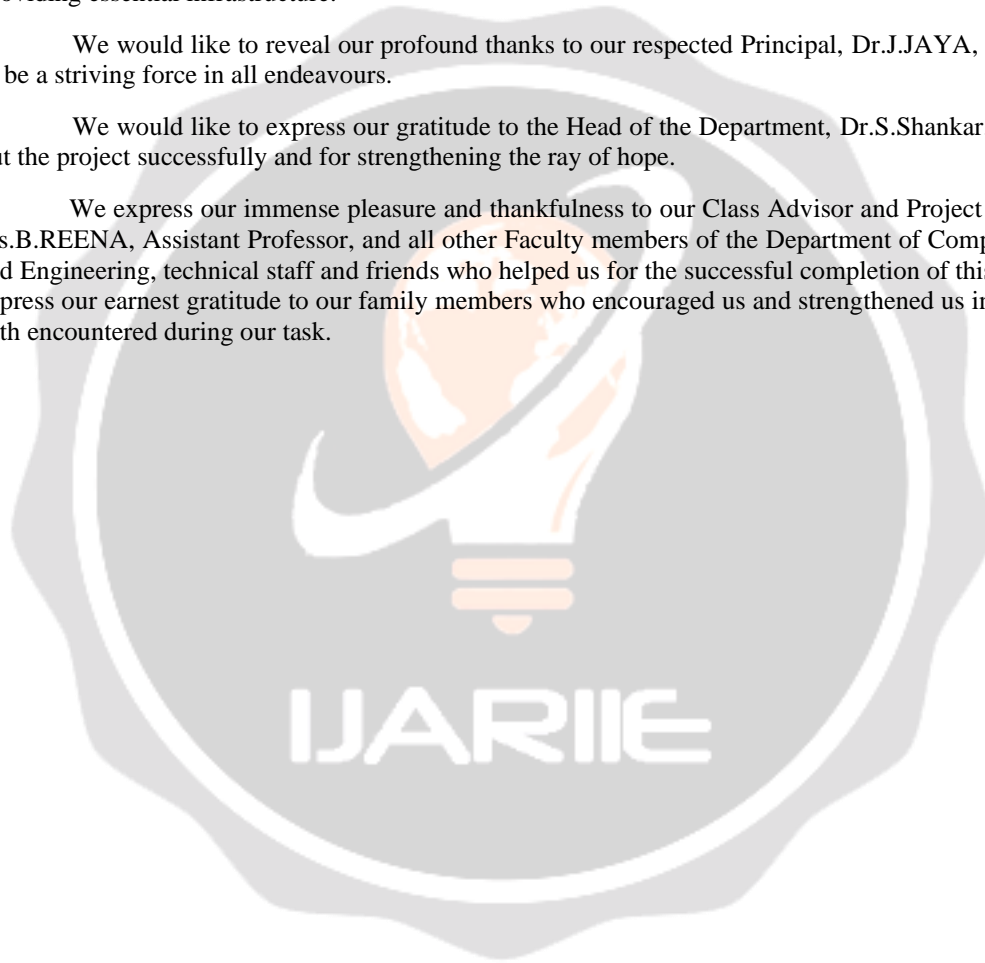 We would like to reveal our profound thanks to our respected Principal, Dr.J.JAYA,
be a striving force in all endeavours.
We would like to express our gratitude to the Head of the Department, Dr.S.Shankar
the project successfully and for strengthening the ray of hope.
We express our immense pleasure and thankfulness to our Class Advisor and Project
s.B.REENA, Assistant Professor, and all other Faculty members of the Department of Comp
d Engineering, technical staff and friends who helped us for the successful completion of this
press our earnest gratitude to our family members who encouraged us and strengthened us in
th encountered during our task.
IJARIIE